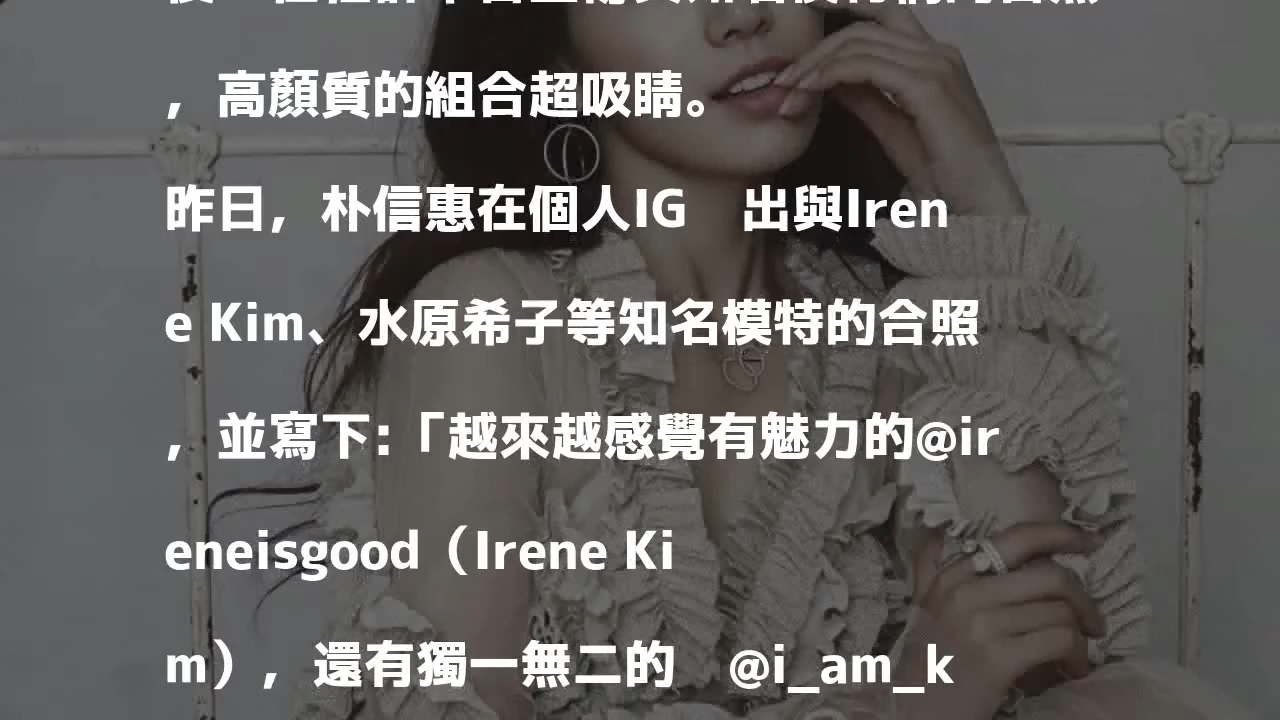 ，高顏質的組合超吸睛。
昨日，朴信惠在個人IG　出與Iren
e Kim、水原希子等知名模特的合照
，並寫下:「越來越感覺有魅力的@ir
eneisgood（Irene Ki
m），還有獨一無二的　@i_am_k